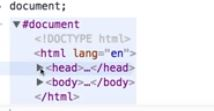 document;
▼#document
<!DOCTYPE html>
<html lang="en">
▶<head>…</head>
▶<body>…</body>
</html>